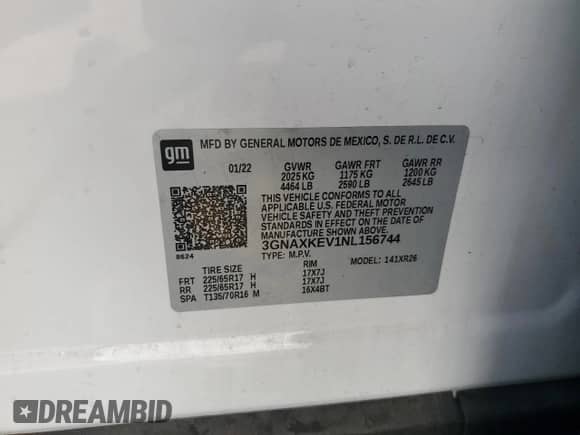 gm MFD BY GENERAL MOTORS DE MEXICO, S. DE R.L. DE C.V.
01/22 GVWR GAWR FRT GAWR RR
2025 KG 1175 KG 1200 KG
4464 LB 2590 LB 2645 LB
THIS VEHICLE CONFORMS TO ALL
APPLICABLE U.S. FEDERAL MOTOR
VEHICLE SAFETY AND THEFT PREVENTION
STANDARDS IN EFFECT ON THE DATE OF
MANUFACTURE SHOWN ABOVE.
3GNAXKEV1NL156744
8624 TYPE: M.P.V. MODEL: 141XR26
TIRE SIZE RIM
FRT 225/65R17 H 17X7J
RR 225/65R17 H 17X7J
SPA T135/70R16 M 16X4BT
DREAMBID